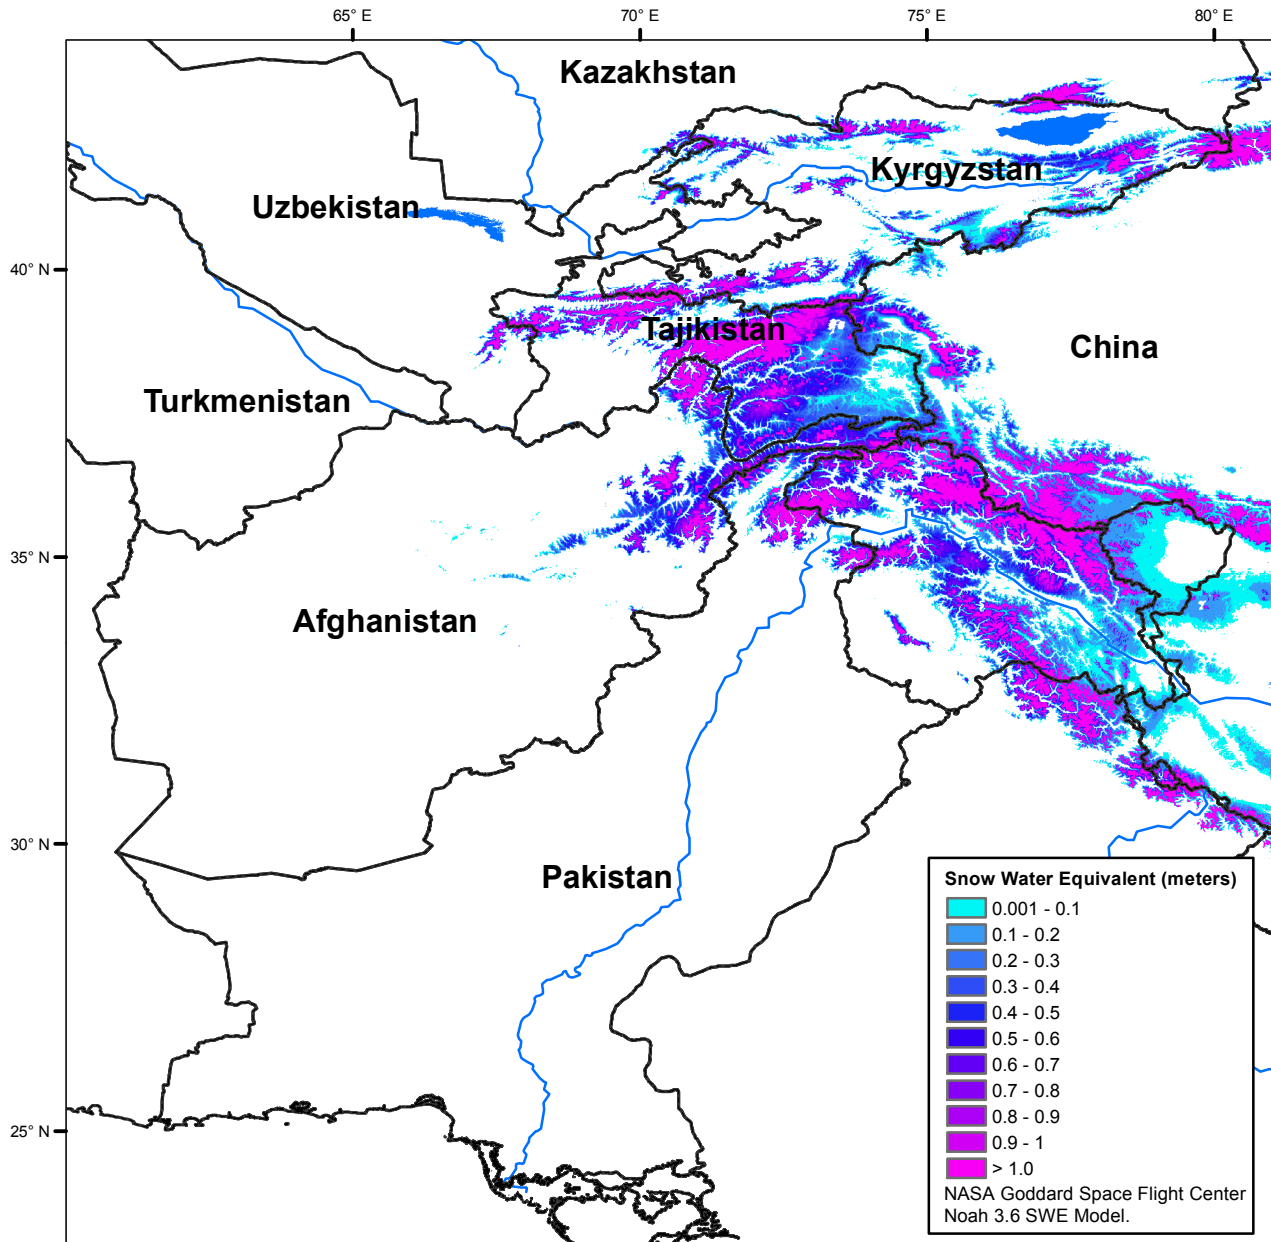 65° E
70° E
75° E
80° E
Kazakhstan
Kyrgyzstan
Uzbekistan
40° N
Tajikistan
China
Turkmenistan
35° N
Afghanistan
30° N
Pakistan
25° N
Snow Water Equivalent (meters)
0.001 - 0.1
0.1 - 0.2
0.2 - 0.3
0.3 - 0.4
0.4 - 0.5
0.5 - 0.6
0.6 - 0.7
0.7 - 0.8
0.8 - 0.9
0.9 - 1
> 1.0
NASA Goddard Space Flight Center
Noah 3.6 SWE Model.